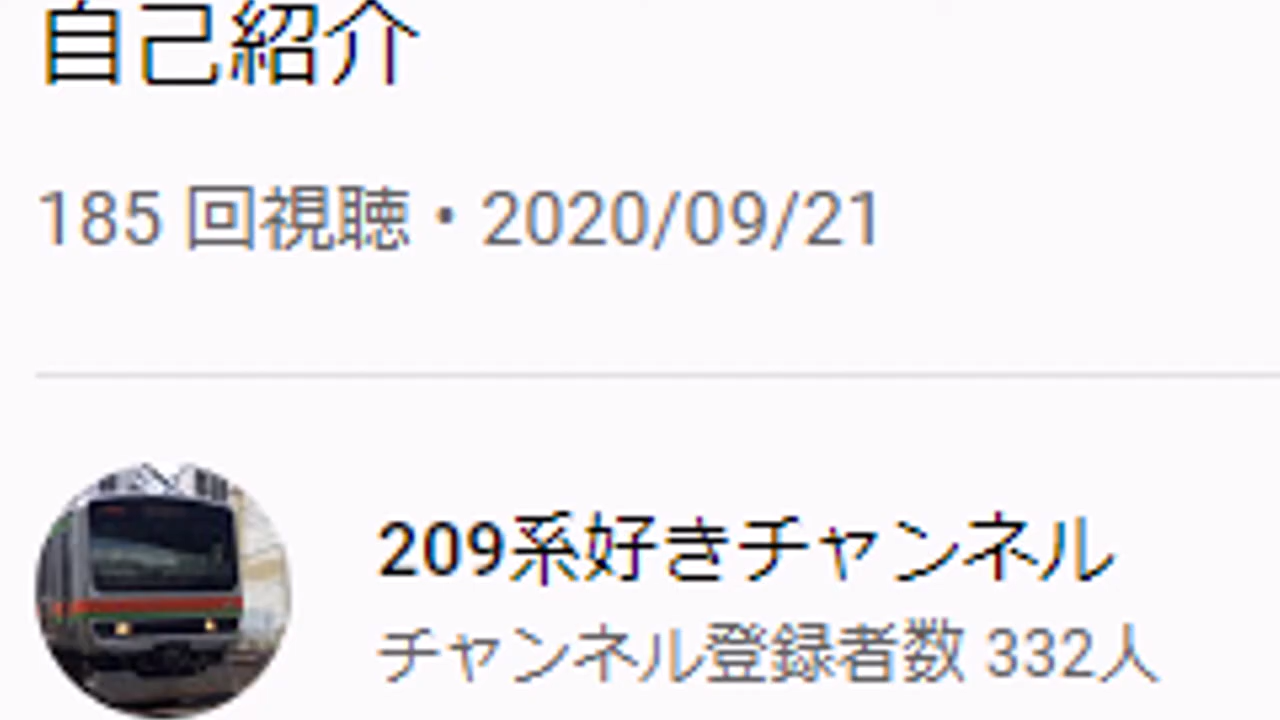 自己紹介
185 回視聴・2020/09/21
209系好きチャンネル
チャンネル登録者数 332人